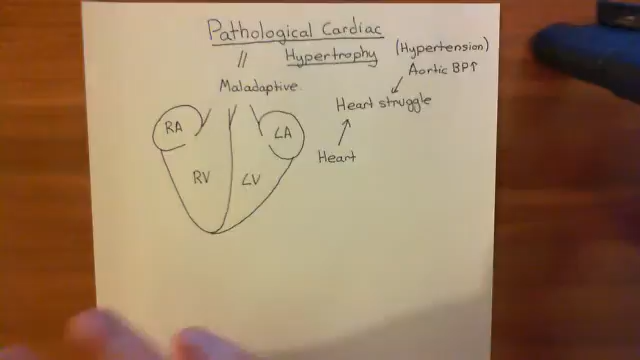 Pathological Cardiac
Hypertrophy (Hypertension)
Maladaptive
Aortic BP↑
Heart struggle
Heart
RA
LA
RV
LV